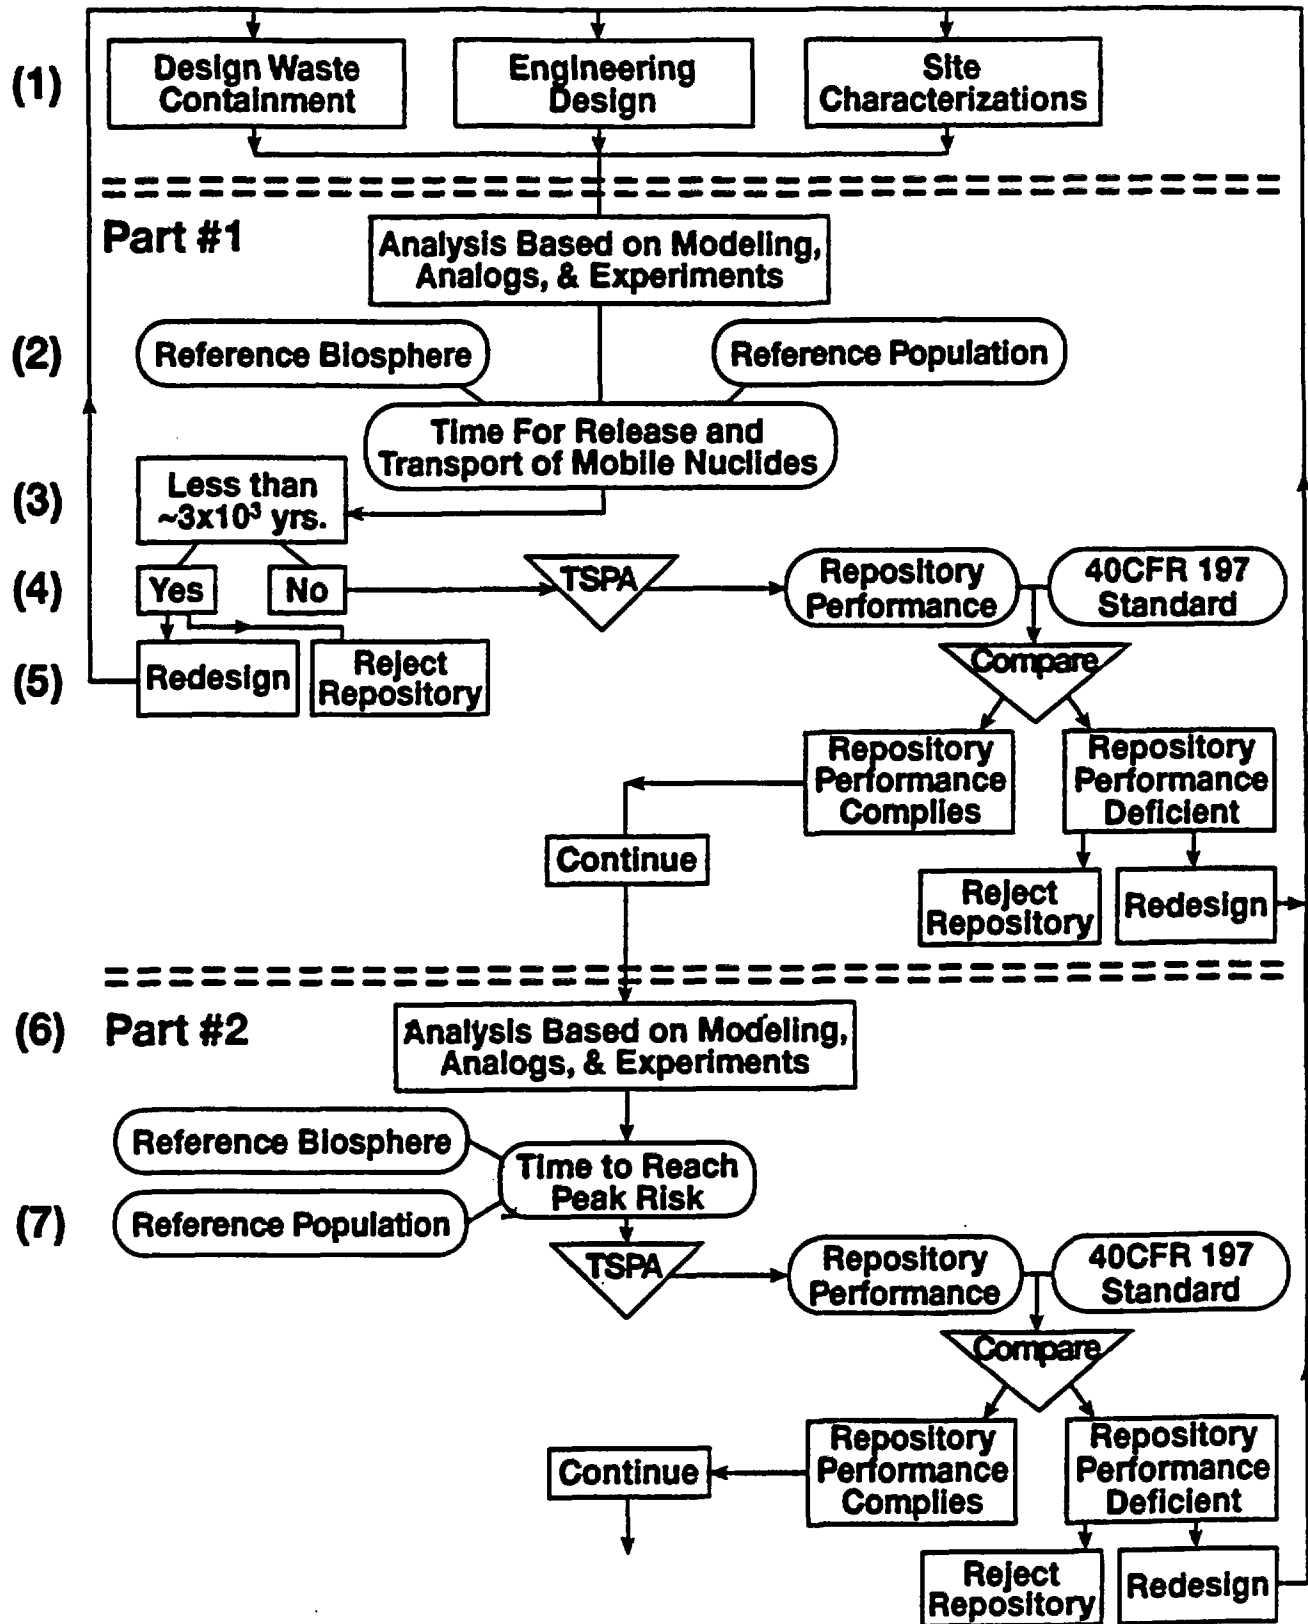 (1)
Design Waste
Containment
Engineering
Design
Site
Characterizations
Part #1
Analysis Based on Modeling,
Analogs, & Experiments
(2)
Reference Biosphere
Reference Population
Time For Release and
Transport of Mobile Nuclides
(3)
Less than
~3x10³ yrs.
(4)
Yes
No
TSPA
Repository
Performance
40CFR 197
Standard
(5)
Redesign
Reject
Repository
Compare
Repository
Performance
Complies
Repository
Performance
Deficient
Continue
Reject
Repository
Redesign
(6)
Part #2
Analysis Based on Modeling,
Analogs, & Experiments
Reference Biosphere
Time to Reach
Peak Risk
(7)
Reference Population
TSPA
Repository
Performance
40CFR 197
Standard
Compare
Continue
Repository
Performance
Complies
Repository
Performance
Deficient
Reject
Repository
Redesign